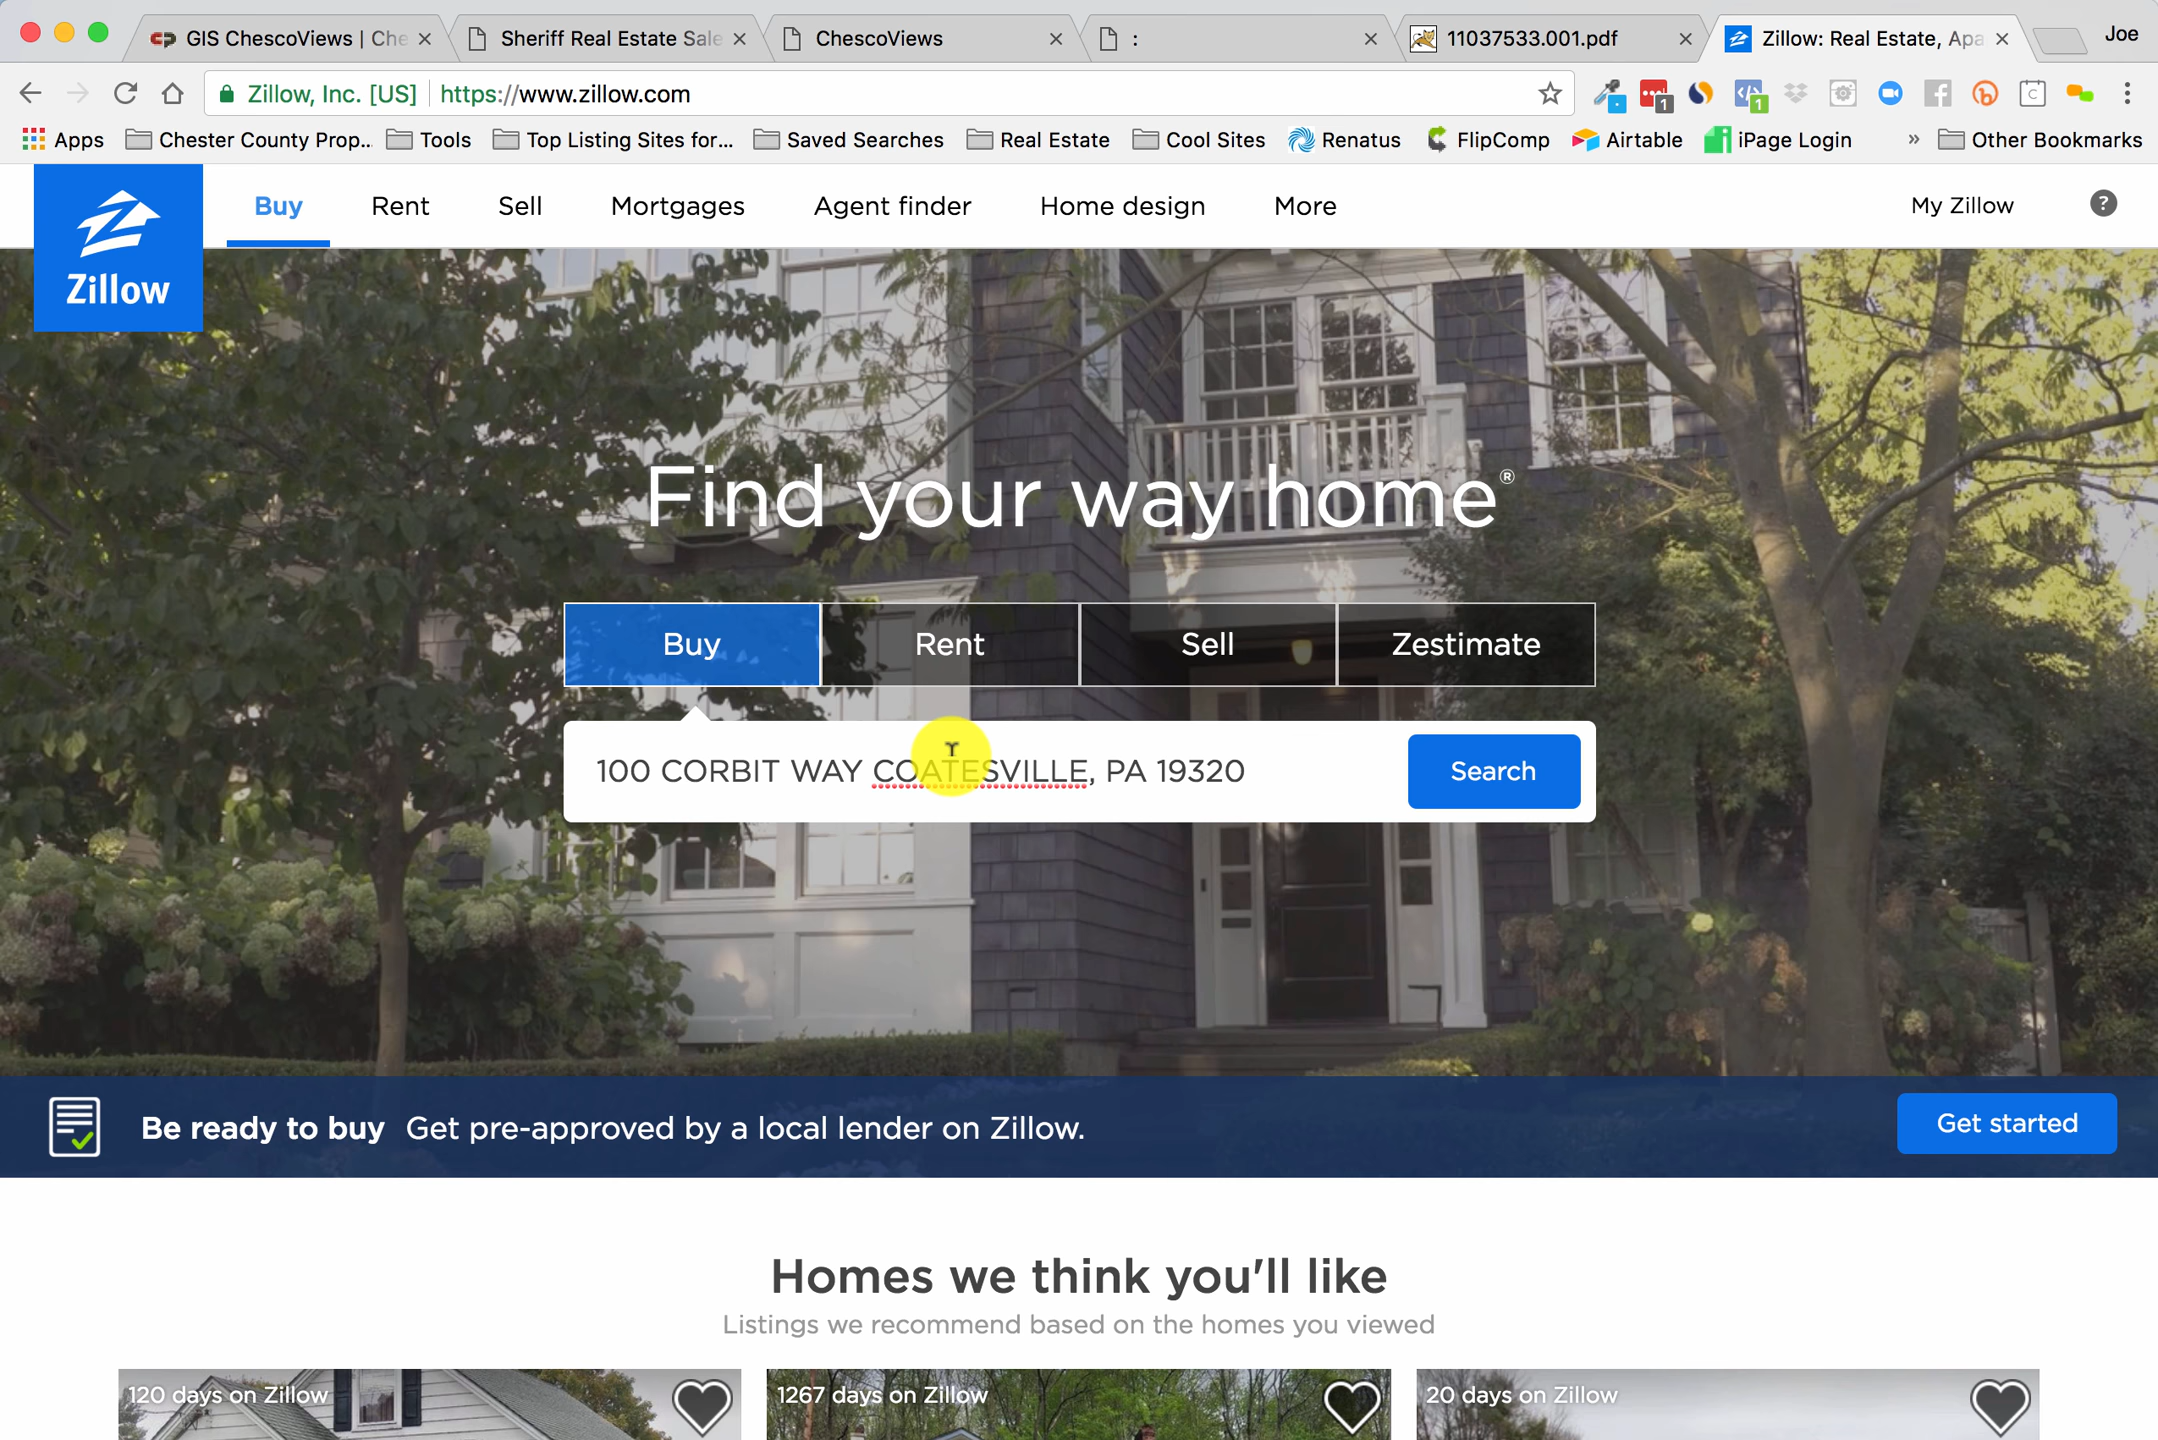 GIS ChescoViews | Che
Sheriff Real Estate Sale
ChescoViews
:
11037533.001.pdf
Zillow: Real Estate, Apa
Joe
Zillow, Inc. [US]
https://www.zillow.com
1
1
C
Apps
Chester County Prop...
Tools
Top Listing Sites for...
Saved Searches
Real Estate
Cool Sites
Renatus
FlipComp
Airtable
iPage Login
»
Other Bookmarks
Zillow
Buy
Rent
Sell
Mortgages
Agent finder
Home design
More
My Zillow
?
Find your way home®
Buy
Rent
Sell
Zestimate
100 CORBIT WAY COATESVILLE, PA 19320
Search
Be ready to buy Get pre-approved by a local lender on Zillow.
Get started
Homes we think you'll like
Listings we recommend based on the homes you viewed
120 days on Zillow
1267 days on Zillow
20 days on Zillow